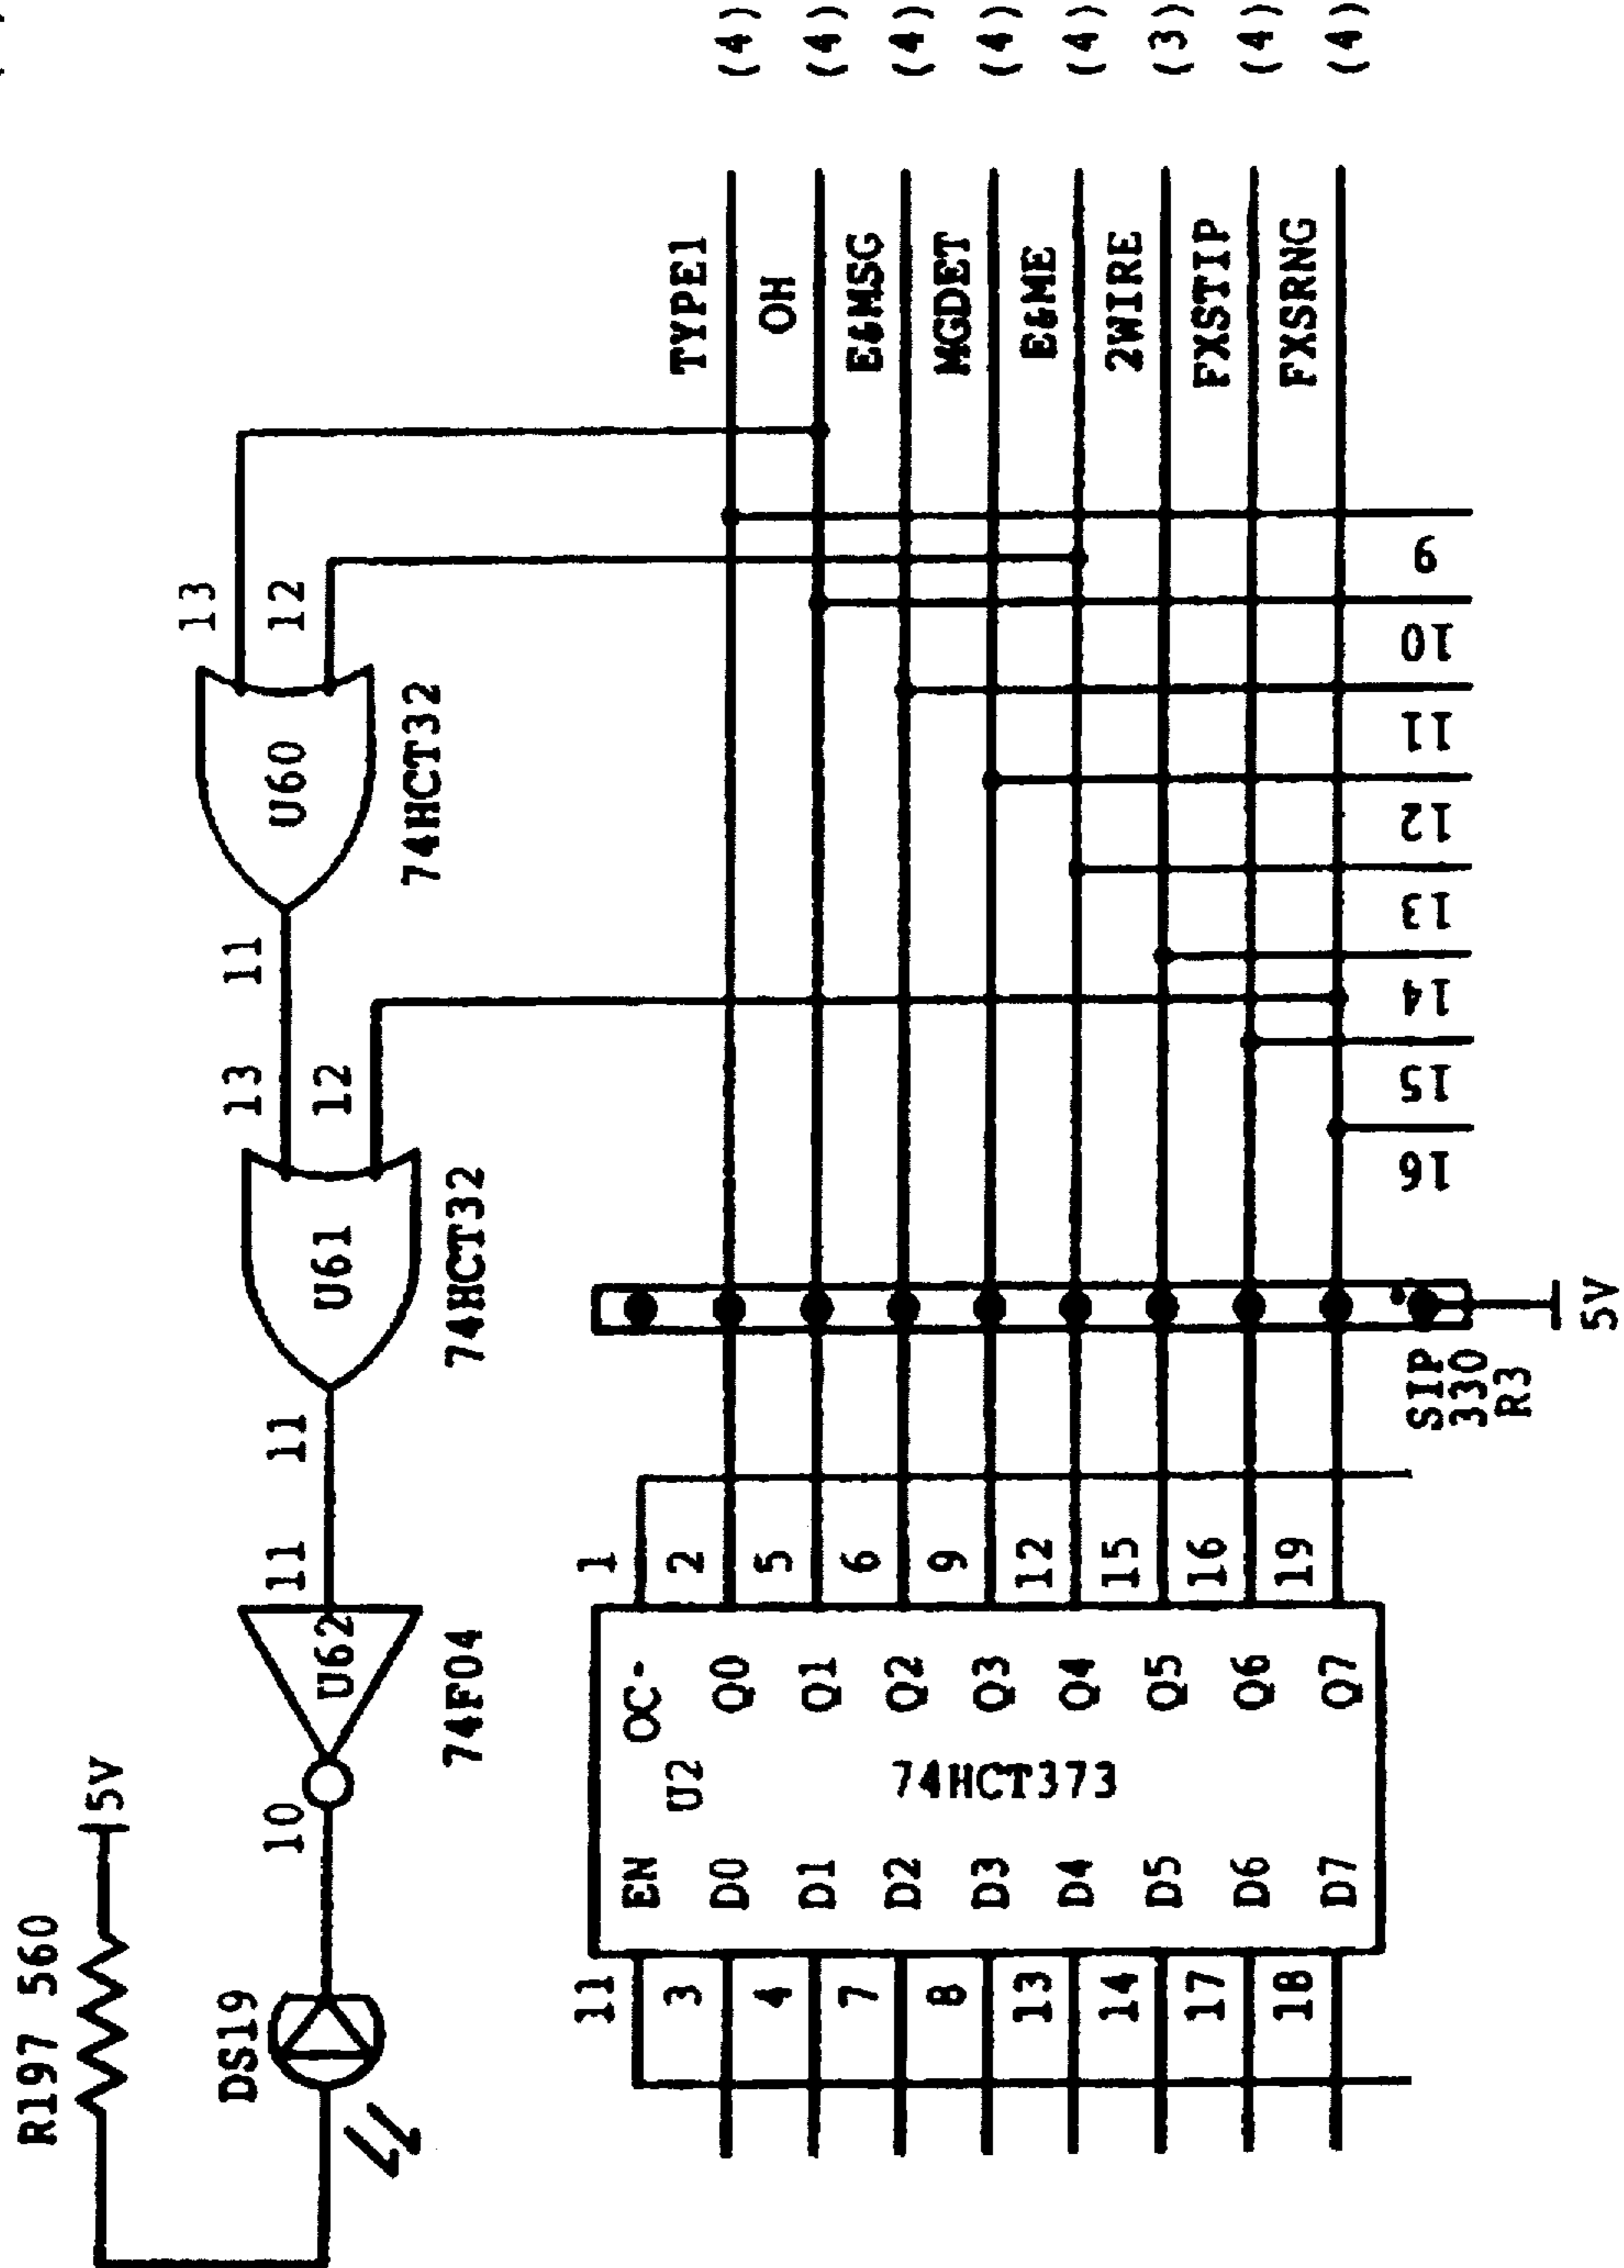 R197 560
5V
DS19
10
U62
74F04
11
11
U61
74HCT32
13
12
11
U60
74HCT32
13
12
TYPE1
(4)
OH
(4)
E&MSG
(4)
MGDET
(4)
E&ME
(4)
2WIRE
(3)
FXSTIP
(4)
FXSRNG
(4)
11
EN
OC-
1
U2
3
D0
Q0
2
4
D1
Q1
5
7
D2
Q2
6
74HCT373
8
D3
Q3
9
13
D4
Q4
12
14
D5
Q5
15
17
D6
Q6
16
18
D7
Q7
19
SIP
330
R3
5V
16
15
14
13
12
11
10
9